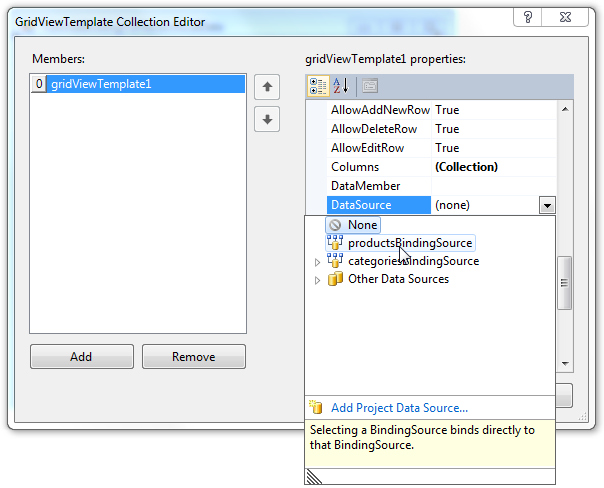 GridViewTemplate Collection Editor
Members:
gridViewTemplate1 properties:
0 gridViewTemplate1
AllowAddNewRow True
AllowDeleteRow True
AllowEditRow True
Columns (Collection)
DataMember
DataSource (none)
None
productsBindingSource
categoriesBindingSource
Other Data Sources
Add Remove
Add Project Data Source...
Selecting a BindingSource binds directly to
that BindingSource.